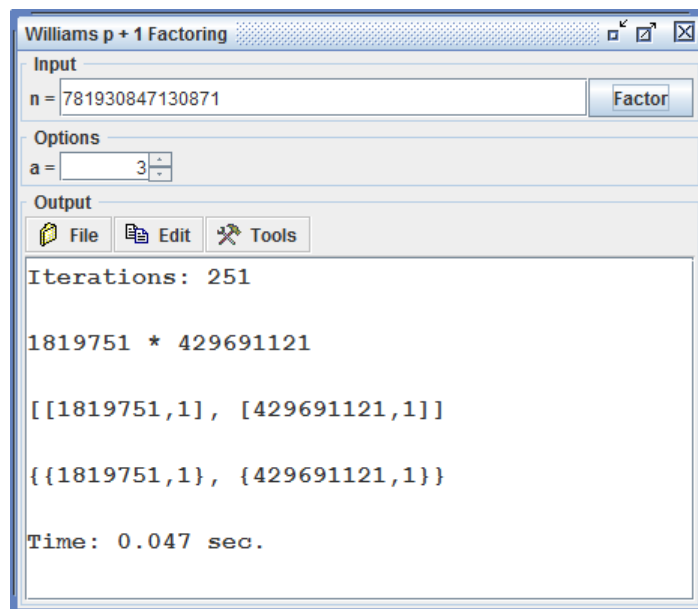 Williams p + 1 Factoring
Input
n = 781930847130871 Factor
Options
a = 3
Output
File Edit Tools
Iterations: 251
1819751 * 429691121
[[1819751,1], [429691121,1]]
{{1819751,1}, {429691121,1}}
Time: 0.047 sec.